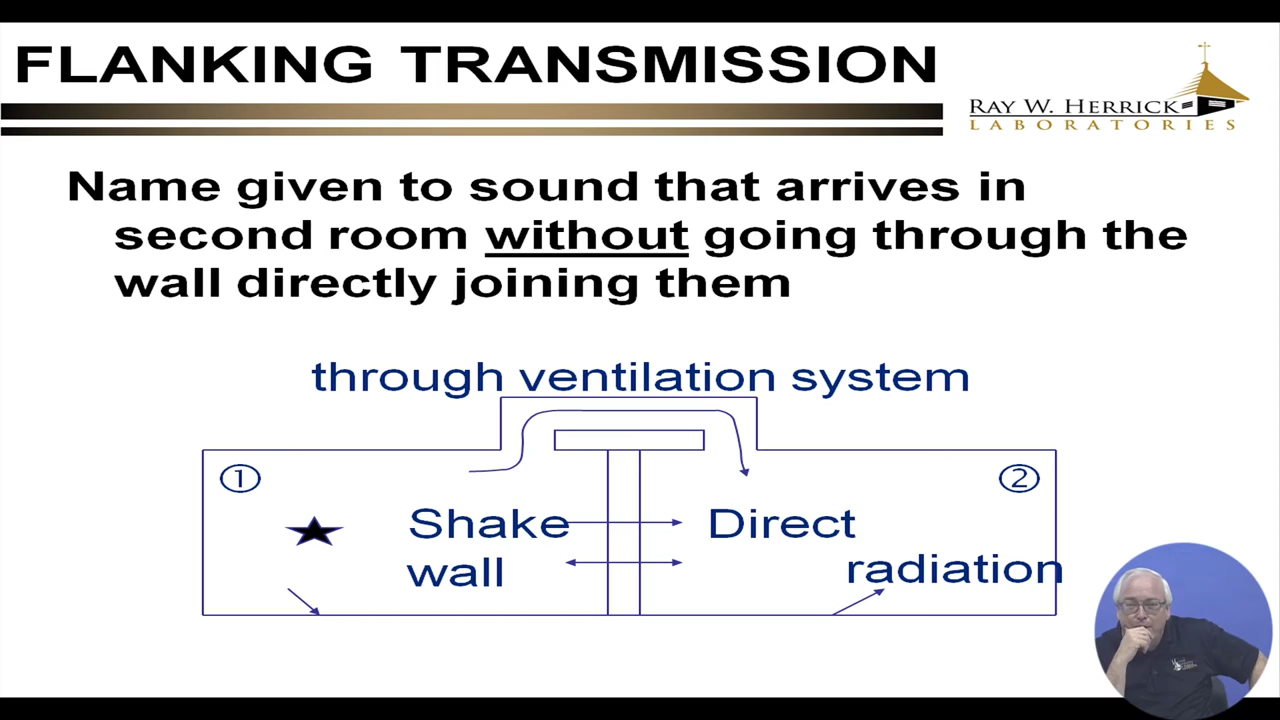 FLANKING TRANSMISSION
RAY W. HERRICK
LABORATORIES
Name given to sound that arrives in
second room without going through the
wall directly joining them
through ventilation system
① ②
Shake Direct
wall radiation